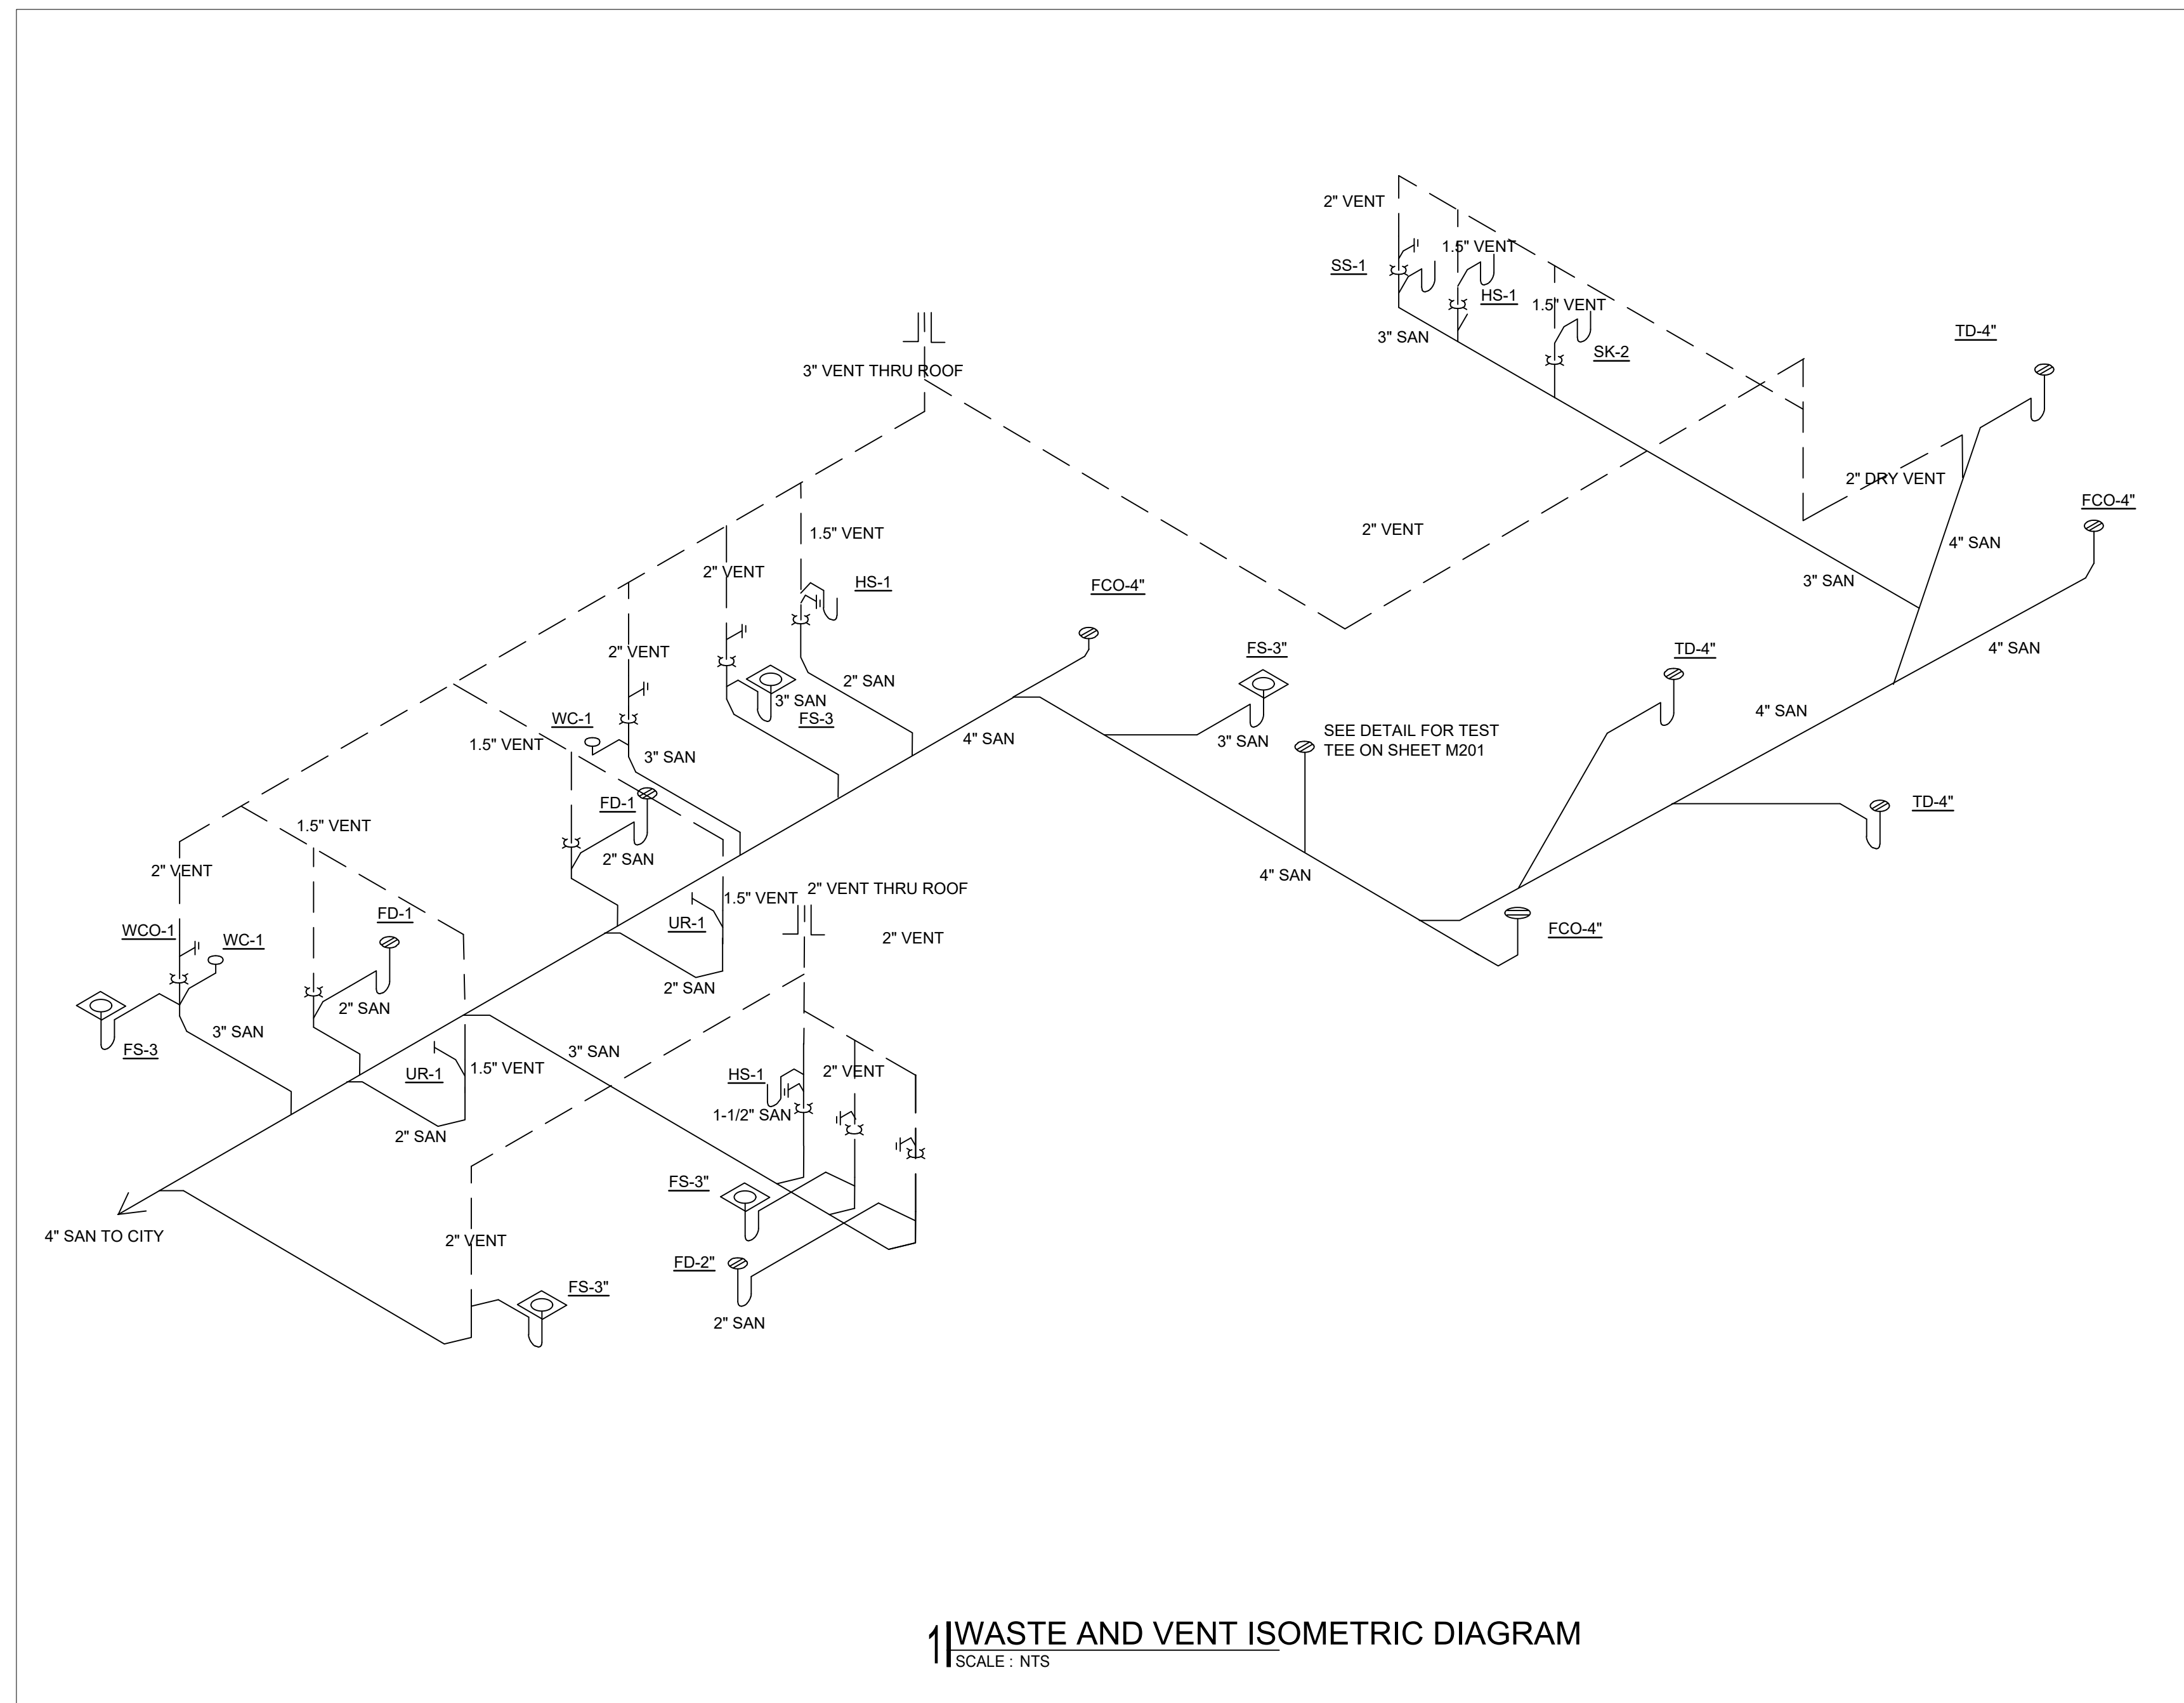 2" VENT
1.5" VENT
SS-1
HS-1
1.5" VENT
TD-4"
3" SAN
SK-2
3" VENT THRU ROOF
2" DRY VENT
FCO-4"
2" VENT
1.5" VENT
4" SAN
2" VENT
HS-1
FCO-4"
3" SAN
2" VENT
FS-3"
TD-4"
4" SAN
2" SAN
3" SAN
4" SAN
WC-1
FS-3
SEE DETAIL FOR TEST
TEE ON SHEET M201
1.5" VENT
3" SAN
4" SAN
3" SAN
FD-1
TD-4"
1.5" VENT
2" SAN
2" VENT
4" SAN
1.5" VENT
2" VENT THRU ROOF
FD-1
UR-1
FCO-4"
WCO-1
WC-1
2" VENT
2" SAN
2" SAN
3" SAN
FS-3
3" SAN
UR-1
1.5" VENT
HS-1
2" VENT
1-1/2" SAN
2" SAN
FS-3"
4" SAN TO CITY
2" VENT
FD-2"
FS-3"
2" SAN
1 WASTE AND VENT ISOMETRIC DIAGRAM
SCALE : NTS